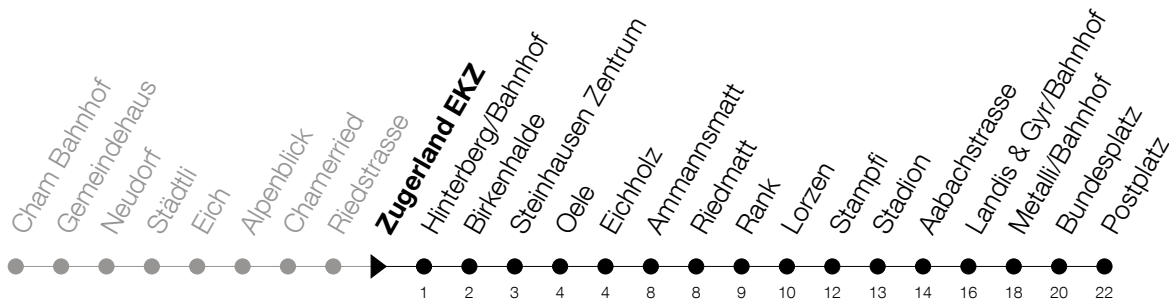 Cham Bahnhof
Gemeindehaus
Neudorf
Städtli
Eich
Alpenblick
Chamerried
Riedstrasse
Zugerland EKZ
Hinterberg/Bahnhof
Birkenhalde
Steinhausen Zentrum
Oele
Eichholz
Ammannsmatt
Riedmatt
Rank
Lorzen
Stampfi
Stadion
Aabachstrasse
Landis & Gyr/Bahnhof
Metalli/Bahnhof
Bundesplatz
Postplatz
1 2 3 4 4 8 8 9 10 12 13 14 16 18 20 22